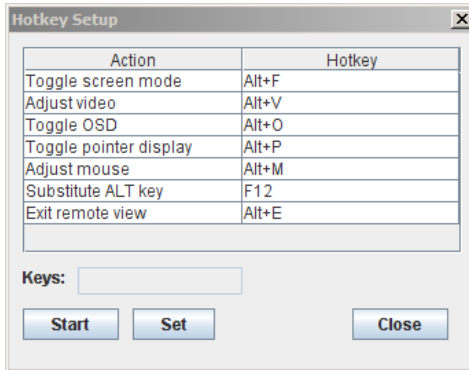 Hotkey Setup
Action Hotkey
Toggle screen mode Alt+F
Adjust video Alt+V
Toggle OSD Alt+O
Toggle pointer display Alt+P
Adjust mouse Alt+M
Substitute ALT key F12
Exit remote view Alt+E
Keys:
Start Set Close